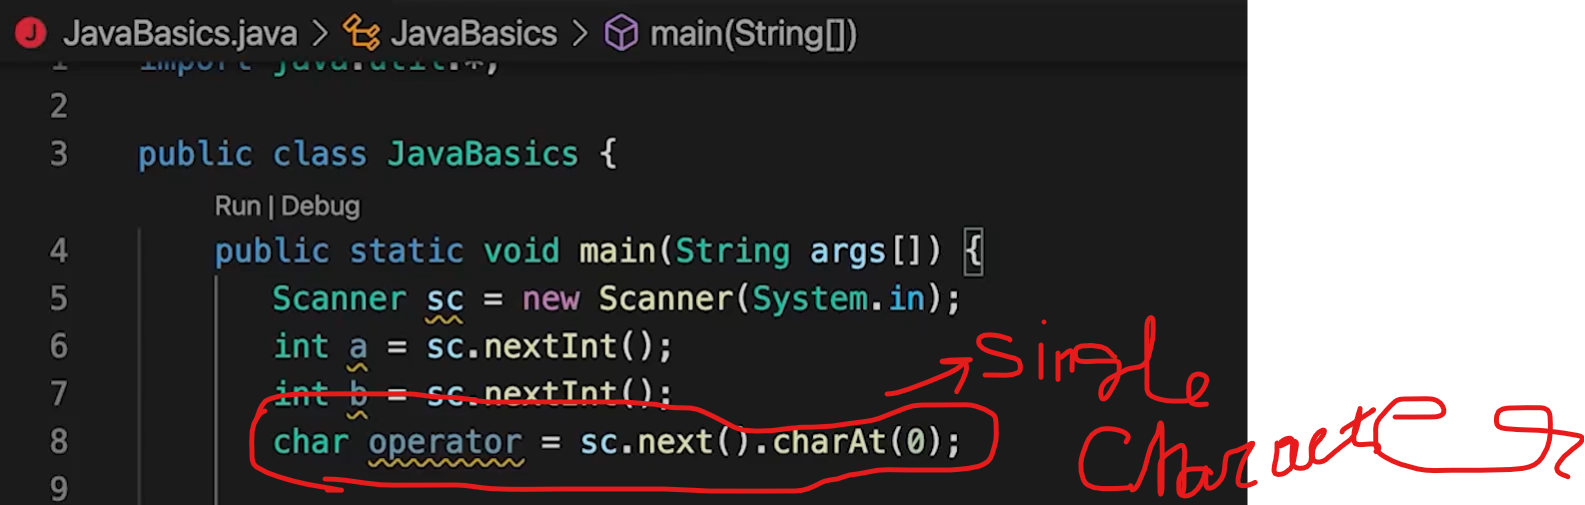 JavaBasics.java > JavaBasics > main(String[])
1 import java.util.*;
2
3 public class JavaBasics {
Run | Debug
4 public static void main(String args[]) {
5 Scanner sc = new Scanner(System.in);
6 int a = sc.nextInt();
7 int b = sc.nextInt();
8 char operator = sc.next().charAt(0);
9
Single
Character